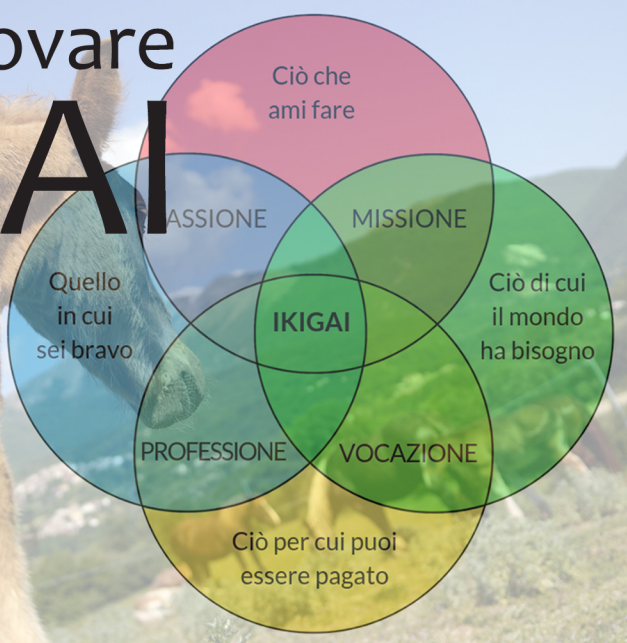 ovare
AI
Ciò che
ami fare
ASSIONE
MISSIONE
Quello
in cui
sei bravo
IKIGAI
Ciò di cui
il mondo
ha bisogno
PROFESSIONE
VOCAZIONE
Ciò per cui puoi
essere pagato